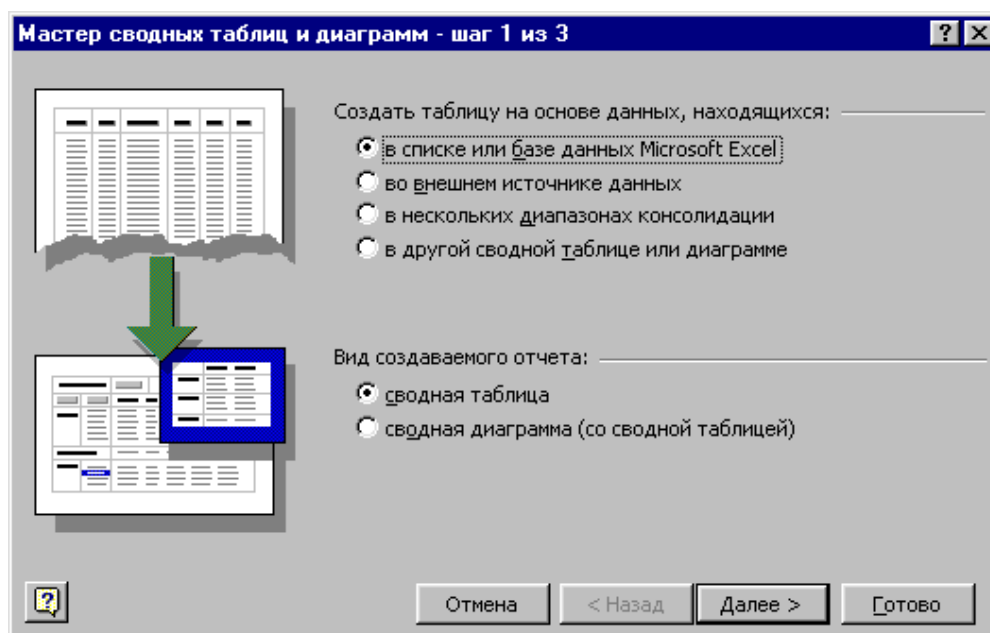 Мастер сводных таблиц и диаграмм - шаг 1 из 3
Создать таблицу на основе данных, находящихся:
в списке или базе данных Microsoft Excel
во внешнем источнике данных
в нескольких диапазонах консолидации
в другой сводной таблице или диаграмме
Вид создаваемого отчета:
сводная таблица
сводная диаграмма (со сводной таблицей)
Отмена < Назад Далее > Готово